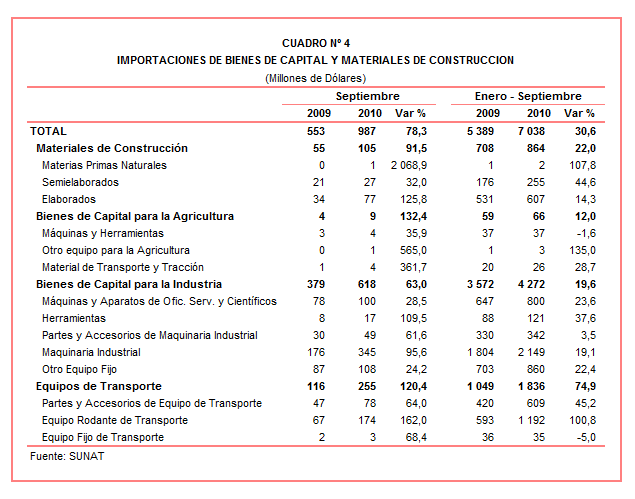 CUADRO Nº 4
IMPORTACIONES DE BIENES DE CAPITAL Y MATERIALES DE CONSTRUCCION
(Millones de Dólares)
Septiembre Enero - Septiembre
2009 2010 Var % 2009 2010 Var %
TOTAL 553 987 78,3 5 389 7 038 30,6
Materiales de Construcción 55 105 91,5 708 864 22,0
Materias Primas Naturales 0 1 2 068,9 1 2 107,8
Semielaborados 21 27 32,0 176 255 44,6
Elaborados 34 77 125,8 531 607 14,3
Bienes de Capital para la Agricultura 4 9 132,4 59 66 12,0
Máquinas y Herramientas 3 4 35,9 37 37 -1,6
Otro equipo para la Agricultura 0 1 565,0 1 3 135,0
Material de Transporte y Tracción 1 4 361,7 20 26 28,7
Bienes de Capital para la Industria 379 618 63,0 3 572 4 272 19,6
Máquinas y Aparatos de Ofic. Serv. y Científicos 78 100 28,5 647 800 23,6
Herramientas 8 17 109,5 88 121 37,6
Partes y Accesorios de Maquinaria Industrial 30 49 61,6 330 342 3,5
Maquinaria Industrial 176 345 95,6 1 804 2 149 19,1
Otro Equipo Fijo 87 108 24,2 703 860 22,4
Equipos de Transporte 116 255 120,4 1 049 1 836 74,9
Partes y Accesorios de Equipo de Transporte 47 78 64,0 420 609 45,2
Equipo Rodante de Transporte 67 174 162,0 593 1 192 100,8
Equipo Fijo de Transporte 2 3 68,4 36 35 -5,0
Fuente: SUNAT